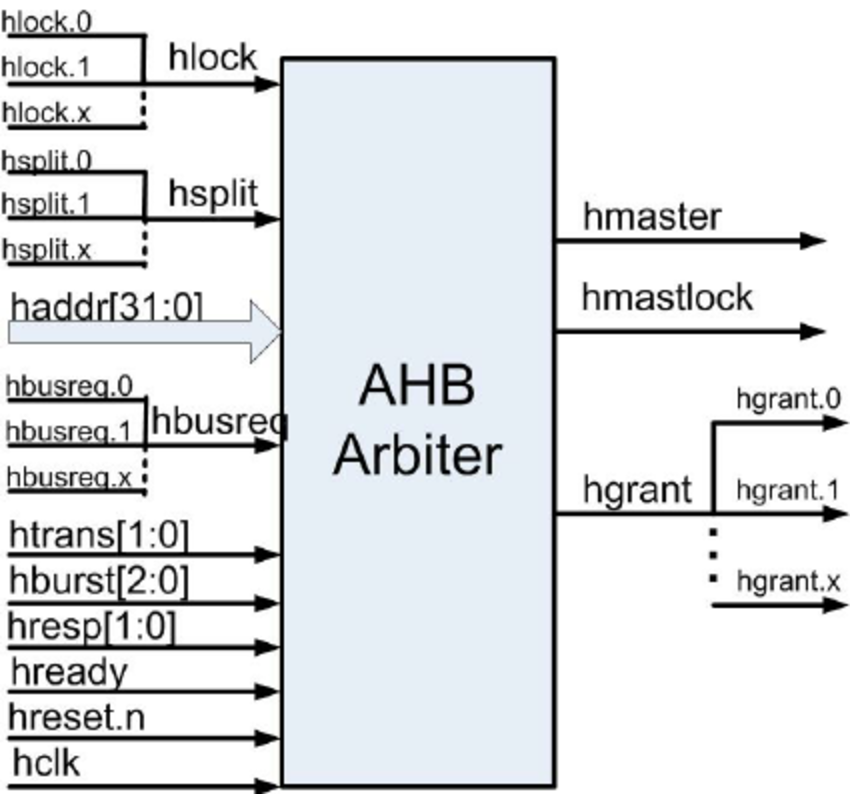 hlock.0
hlock.1
hlock.x
hlock
hsplit.0
hsplit.1
hsplit.x
hsplit
haddr[31:0]
hbusreq.0
hbusreq.1
hbusreq.x
hbusreq
htrans[1:0]
hburst[2:0]
hresp[1:0]
hready
hreset.n
hclk
AHB
Arbiter
hmaster
hmastlock
hgrant
hgrant.0
hgrant.1
hgrant.x